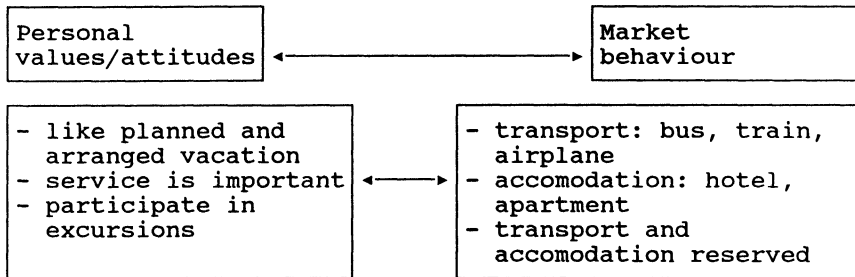 Personal
values/attitudes
Market
behaviour
- like planned and
arranged vacation
- service is important
- participate in
excursions
- transport: bus, train,
airplane
- accomodation: hotel,
apartment
- transport and
accomodation reserved